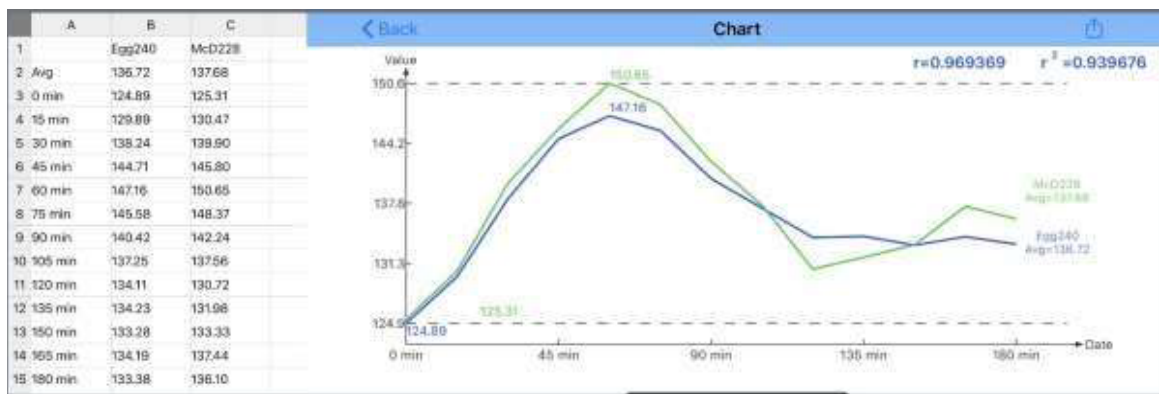 A B C
1 Egg240 McD228
2 Avg 136.72 137.68
3 0 min 124.89 125.31
4 15 min 129.89 130.47
5 30 min 138.24 139.90
6 45 min 144.71 145.80
7 60 min 147.16 150.65
8 75 min 145.58 148.37
9 90 min 140.42 142.24
10 105 min 137.25 137.56
11 120 min 134.11 130.72
12 135 min 134.23 131.98
13 150 min 133.28 133.33
14 165 min 134.19 137.44
15 180 min 133.38 136.10
Back
Chart
Value
r=0.969369 r²=0.939676
150.6
150.65
147.16
144.2
137.8
McD228
Avg=137.68
Egg240
Avg=136.72
131.3
125.31
124.9
124.89
0 min 45 min 90 min 135 min 180 min
Date